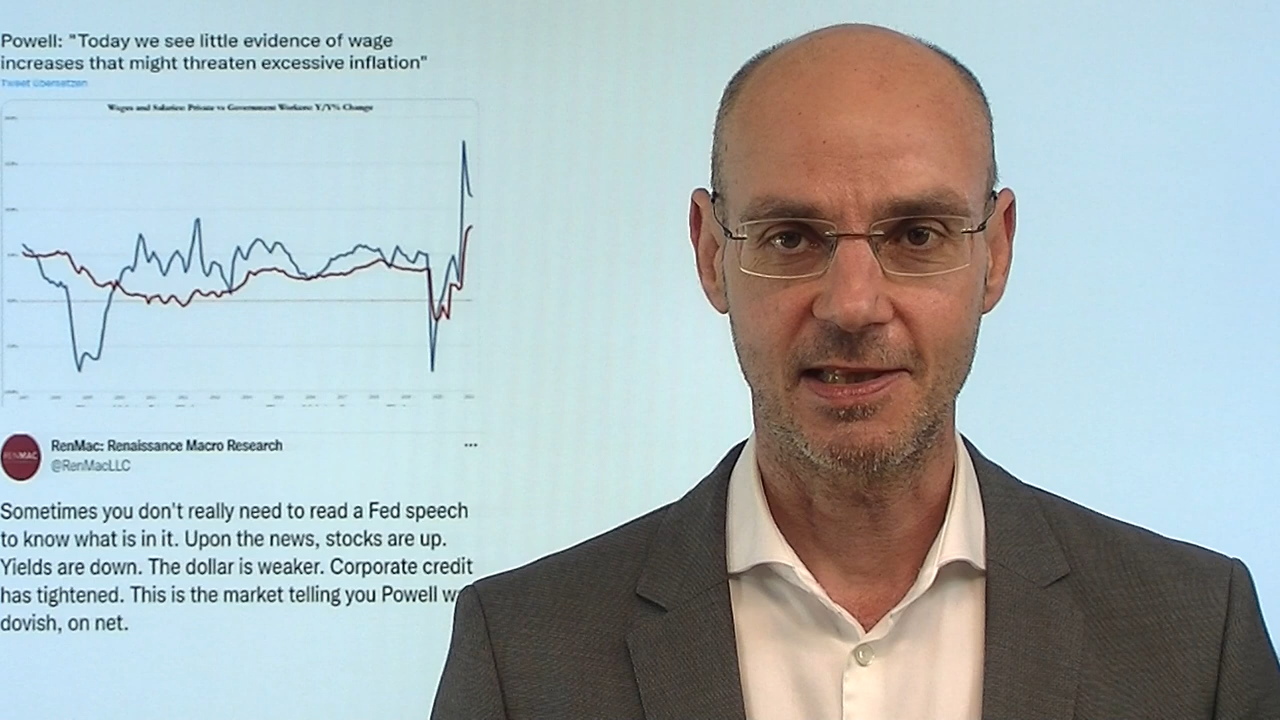 Powell: "Today we see little evidence of wage
increases that might threaten excessive inflation"
Tweet übersetzen
Wages and Salaries: Private vs Government Workers: Y/Y% Change
RENMAC
RenMac: Renaissance Macro Research
@RenMacLLC
Sometimes you don't really need to read a Fed speech
to know what is in it. Upon the news, stocks are up.
Yields are down. The dollar is weaker. Corporate credit
has tightened. This is the market telling you Powell
dovish, on net.